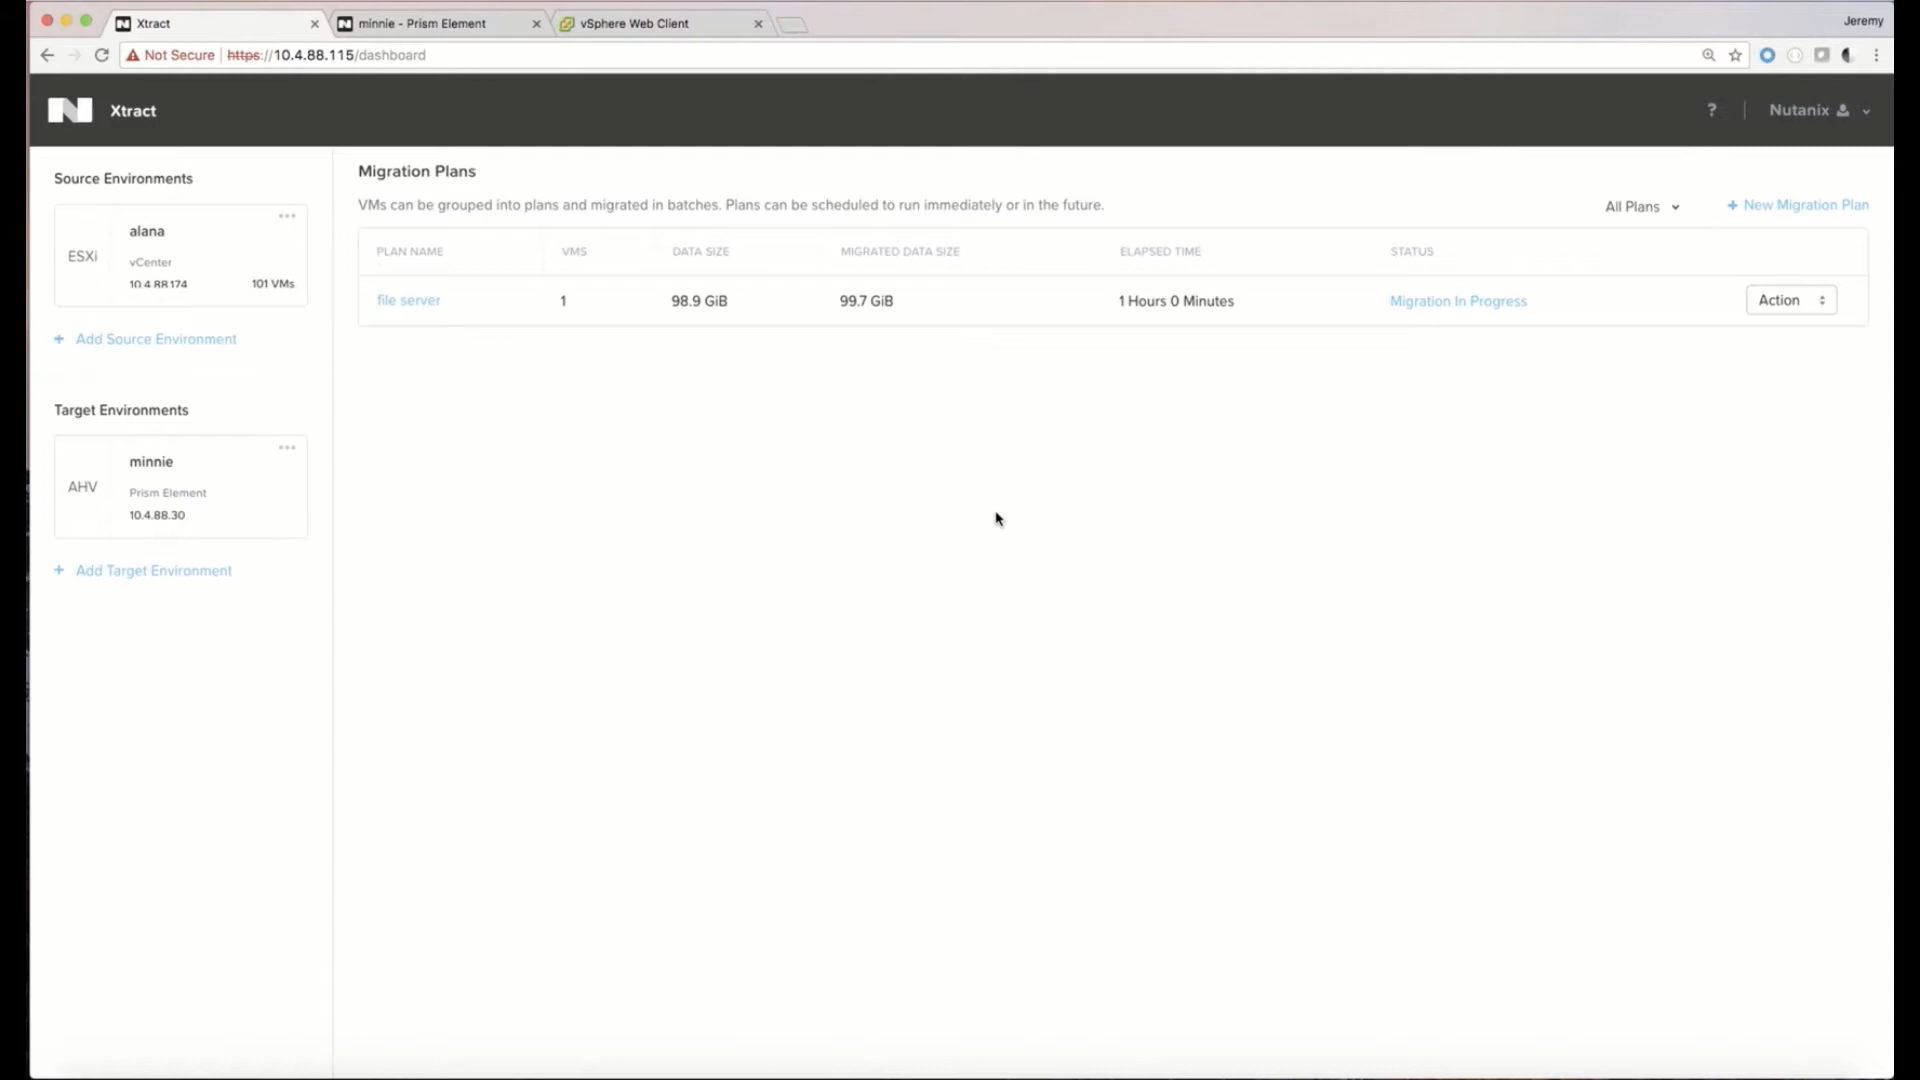 Xtract
minnie - Prism Element
vSphere Web Client
Jeremy
Not Secure https://10.4.88.115/dashboard
Xtract
? Nutanix
Source Environments
alana
ESXi
vCenter
10.4.88.174 101 VMs
+ Add Source Environment
Target Environments
minnie
AHV
Prism Element
10.4.88.30
+ Add Target Environment
Migration Plans
VMs can be grouped into plans and migrated in batches. Plans can be scheduled to run immediately or in the future.
All Plans + New Migration Plan
PLAN NAME VMS DATA SIZE MIGRATED DATA SIZE ELAPSED TIME STATUS
file server 1 98.9 GiB 99.7 GiB 1 Hours 0 Minutes Migration In Progress Action